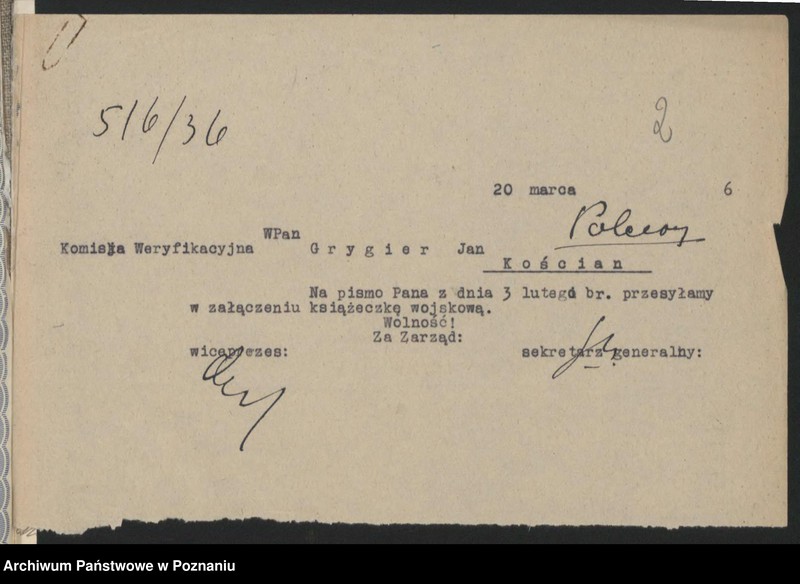 516/36
2
20 marca 6
Polecony
WPan
Komisja Weryfikacyjna Grygier Jan
Kościan
Na pismo Pana z dnia 3 lutego br. przesyłamy
w załączeniu książeczkę wojskową.
Wolność!
Za Zarząd:
wiceprezes: sekretarz generalny:
Archiwum Państwowe w Poznaniu